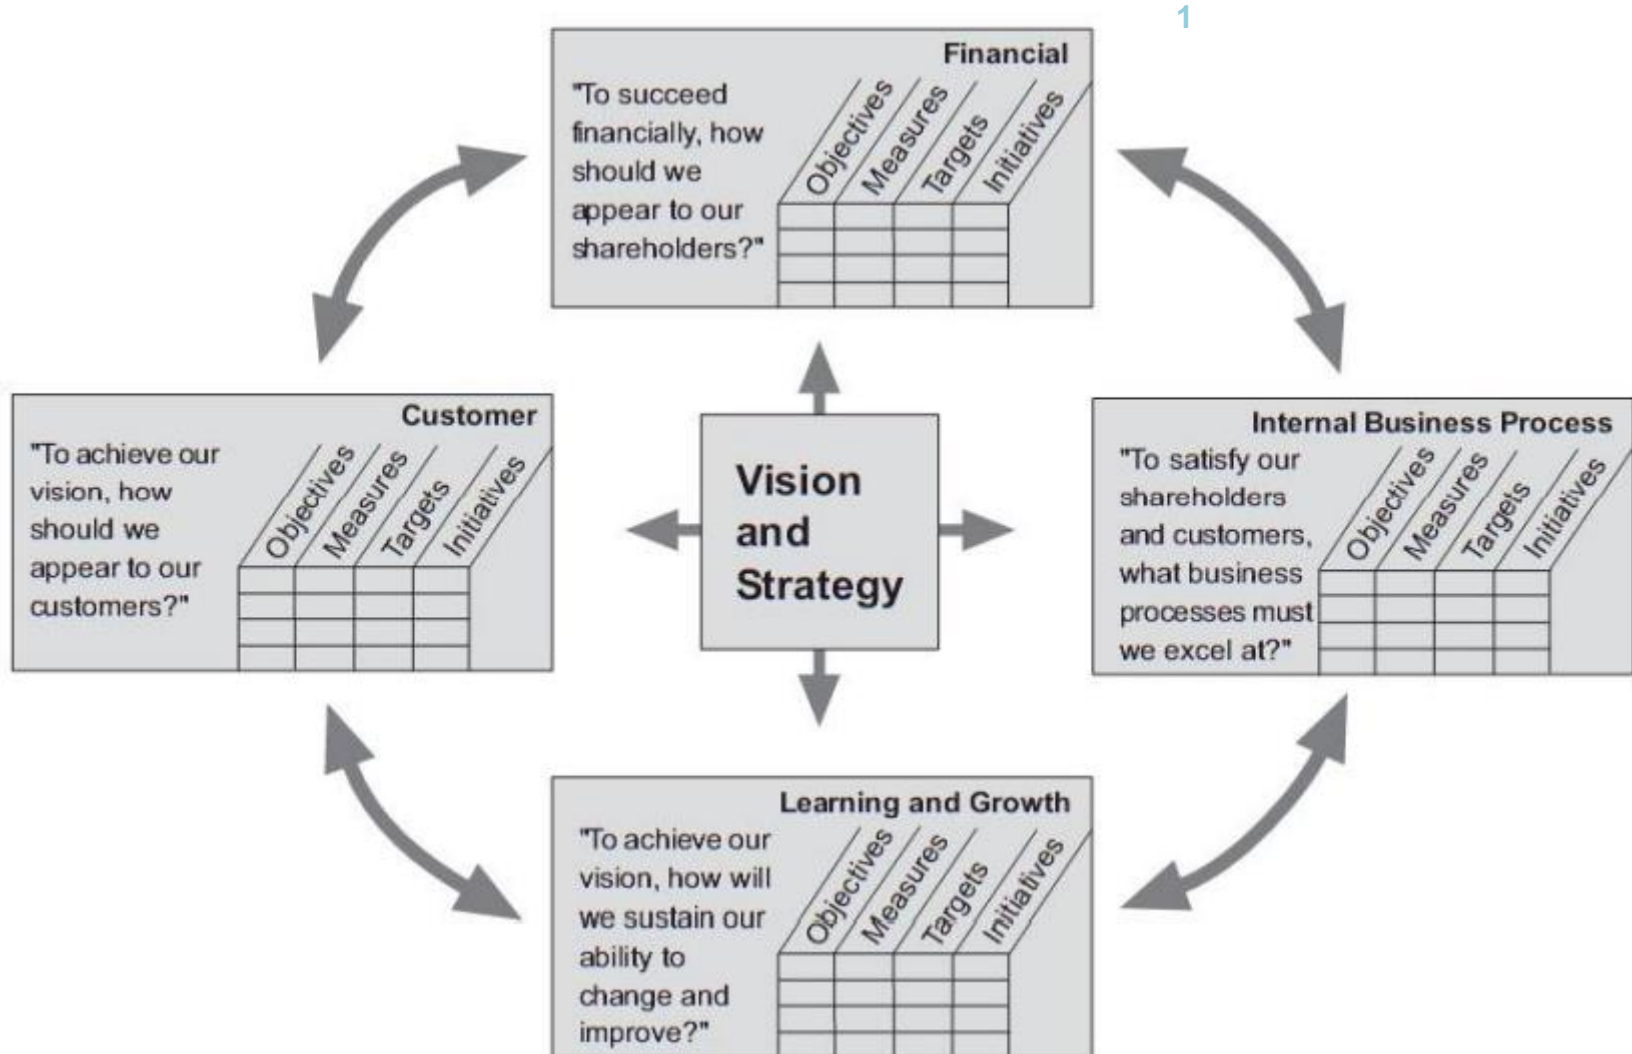 1
Financial
"To succeed
financially, how
should we
appear to our
shareholders?"
Objectives
Measures
Targets
Initiatives
Customer
"To achieve our
vision, how
should we
appear to our
customers?"
Objectives
Measures
Targets
Initiatives
Vision
and
Strategy
Internal Business Process
"To satisfy our
shareholders
and customers,
what business
processes must
we excel at?"
Objectives
Measures
Targets
Initiatives
Learning and Growth
"To achieve our
vision, how will
we sustain our
ability to
change and
improve?"
Objectives
Measures
Targets
Initiatives